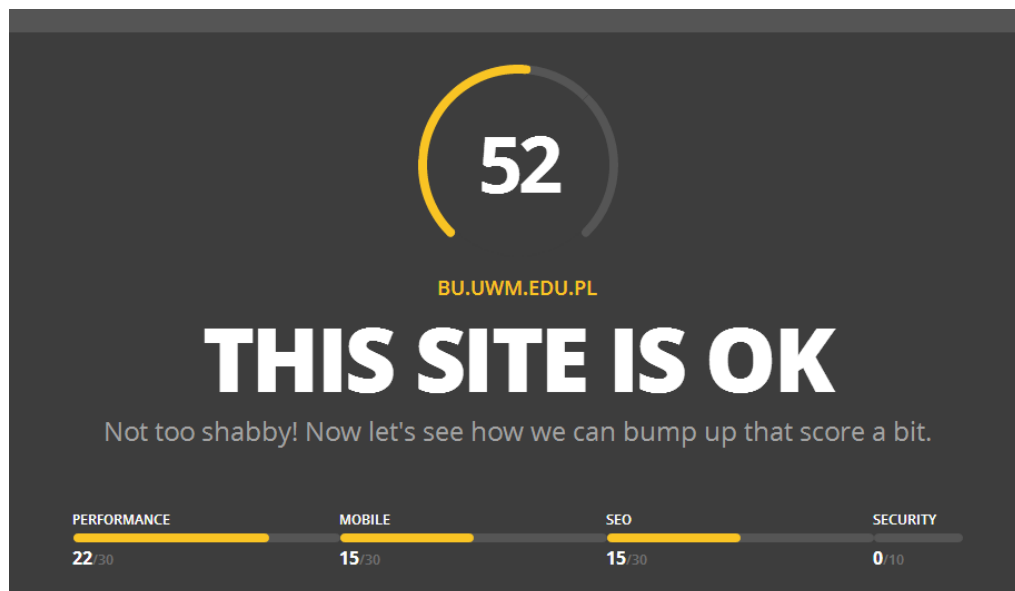 52
BU.UWM.EDU.PL
THIS SITE IS OK
Not too shabby! Now let's see how we can bump up that score a bit.
PERFORMANCE MOBILE SEO SECURITY
22/30 15/30 15/30 0/10